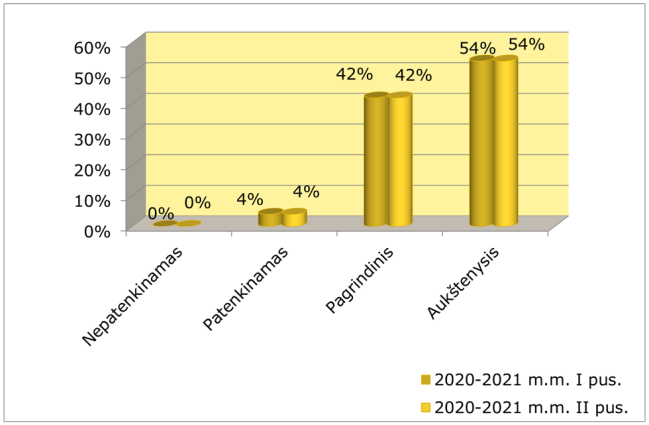 60%
50%
40%
30%
20%
10%
0%
0% 0%
4% 4%
42% 42%
54% 54%
Nepatenkinamas
Patenkinamas
Pagrindinis
Aukštenysis
2020-2021 m.m. I pus.
2020-2021 m.m. II pus.